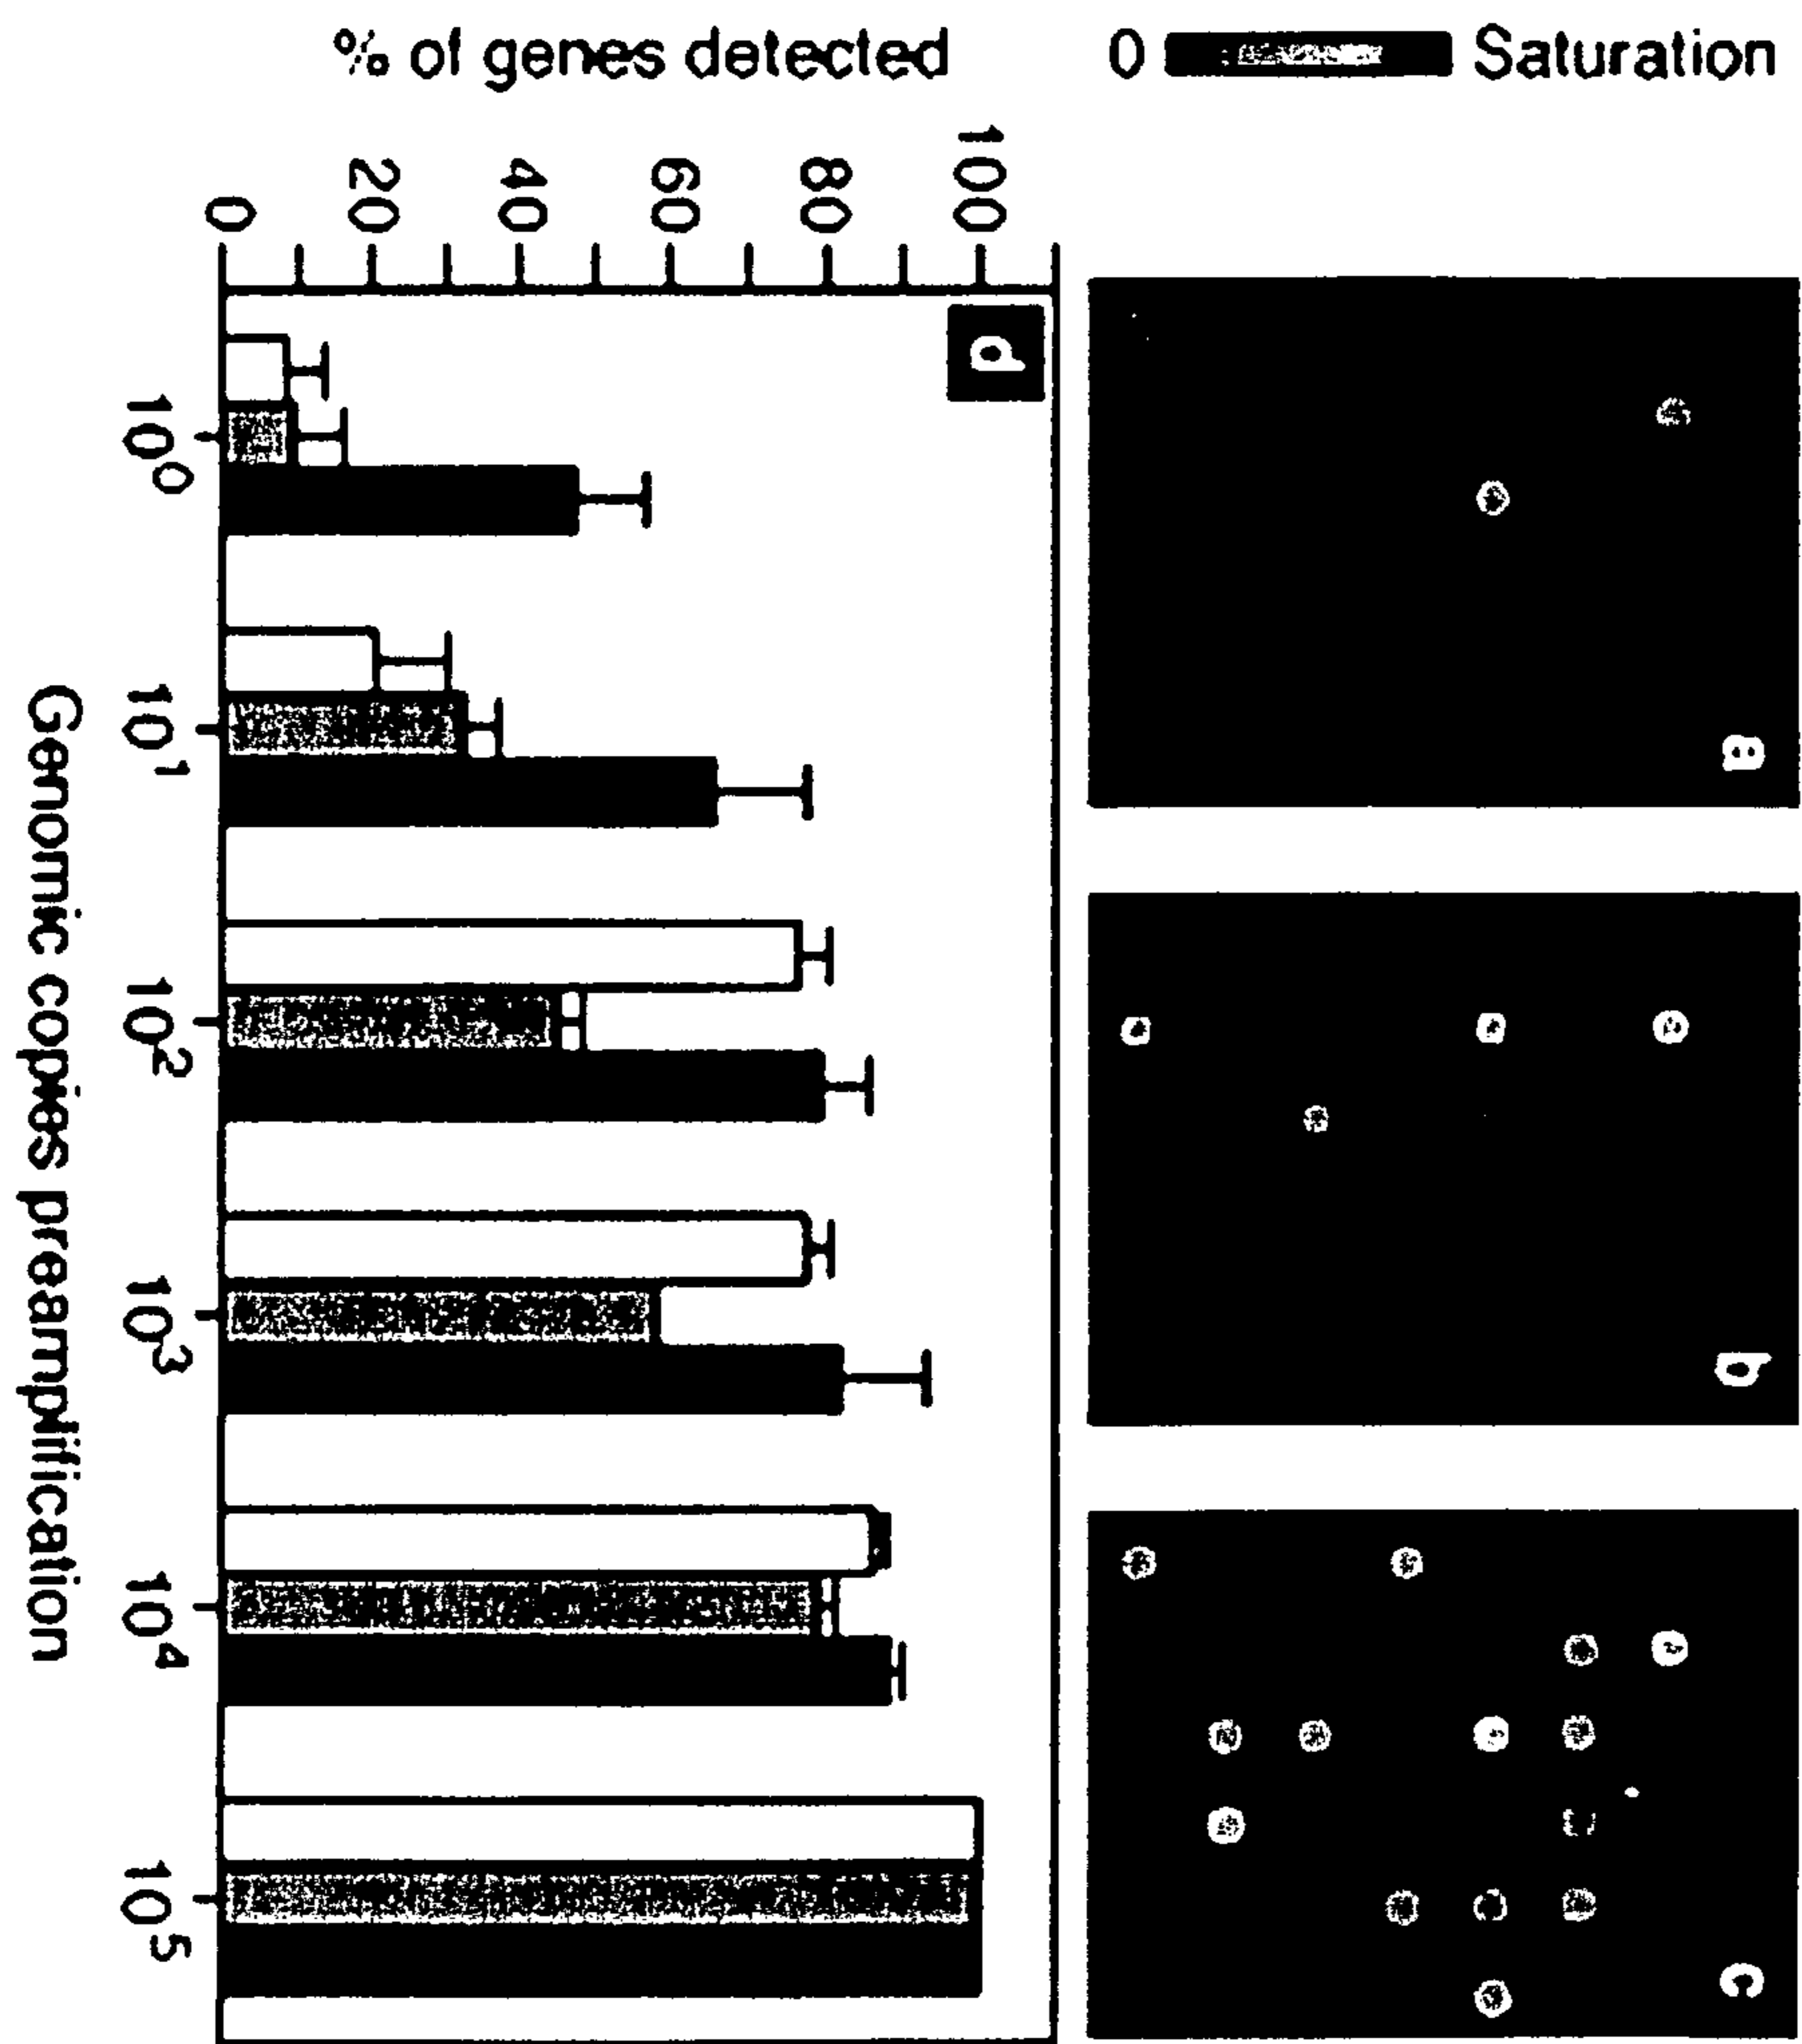 0 Saturation
a
b
c
d
% of genes detected
100
80
60
40
20
0
10^0
10^1
10^2
10^3
10^4
10^5
Genomic copies preamplification